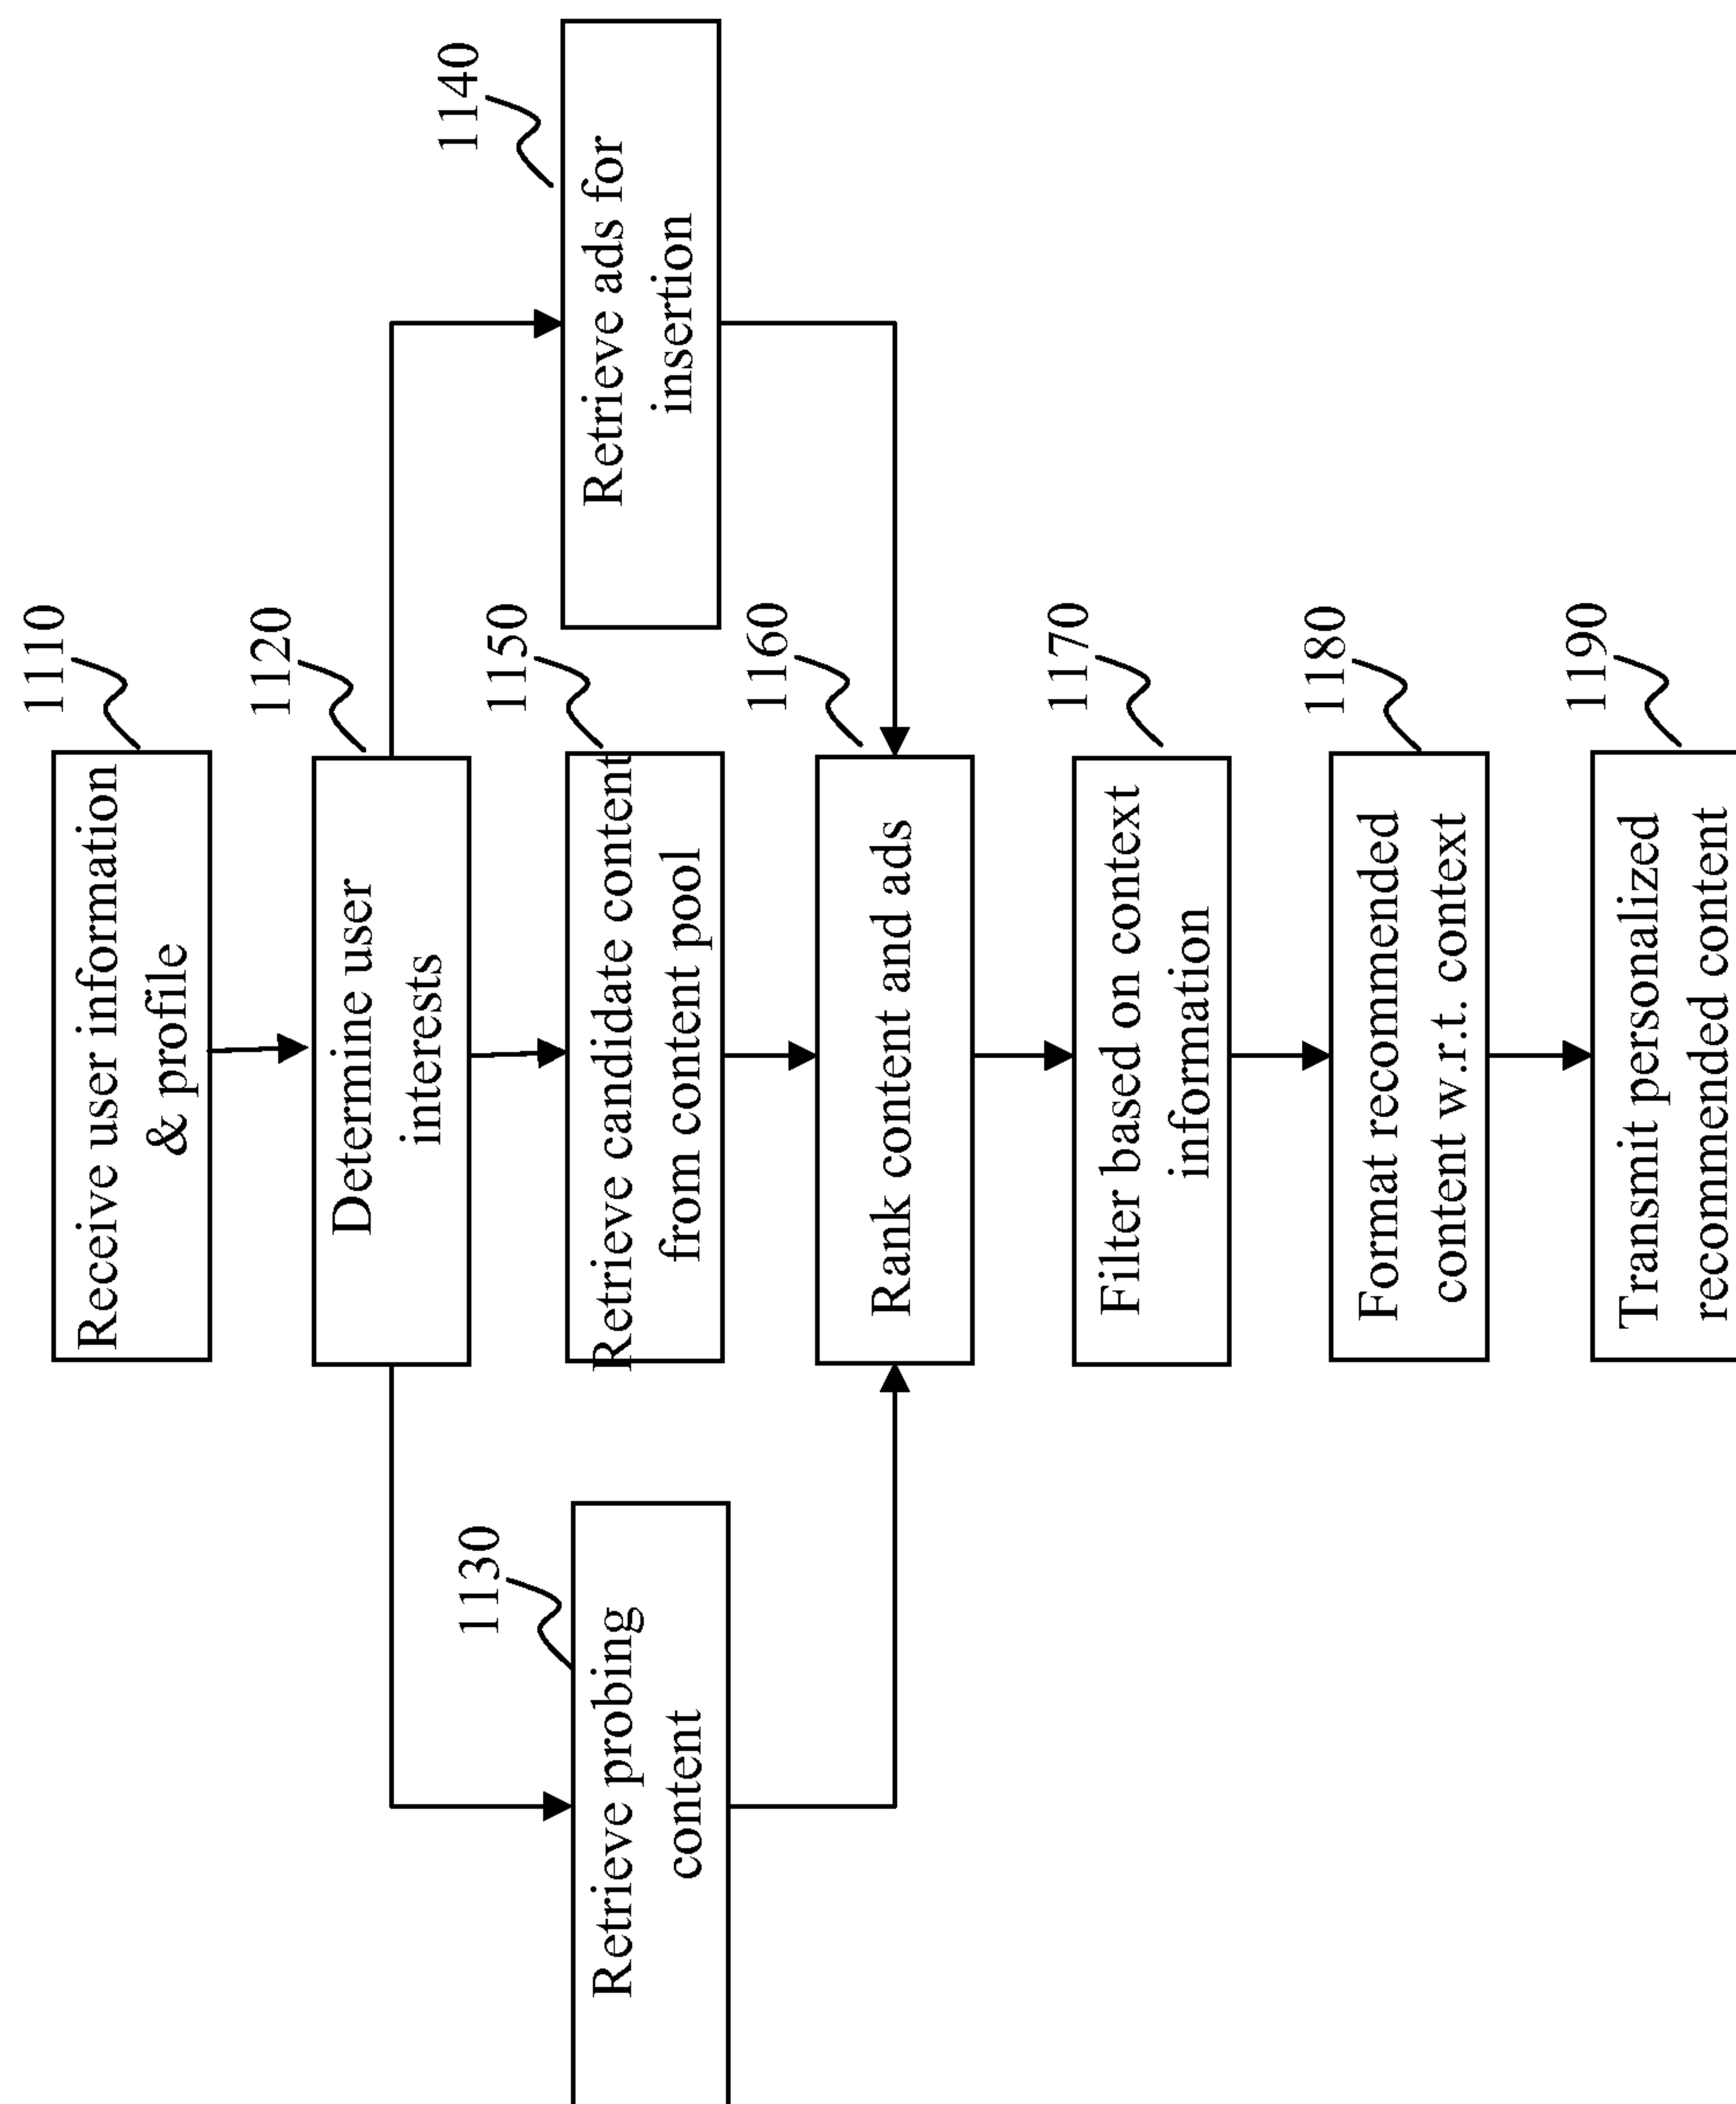 1110
Receive user information
& profile
1120
Determine user
interests
1130
Retrieve probing
content
1150
Retrieve candidate content
from content pool
1140
Retrieve ads for
insertion
1160
Rank content and ads
1170
Filter based on context
information
1180
Format recommended
content w.r.t. context
1190
Transmit personalized
recommended content